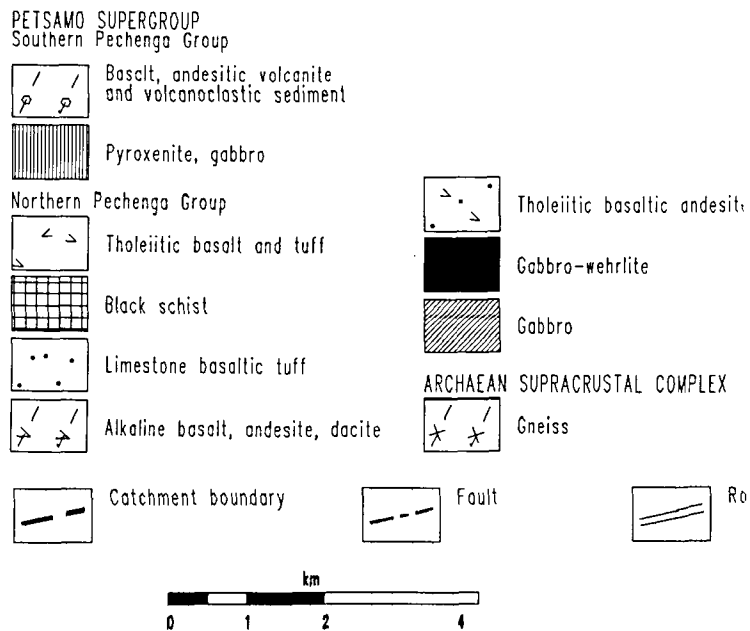 PETSAMO SUPERGROUP
Southern Pechenga Group
Basalt, andesitic volcanite
and volcanoclastic sediment
Pyroxenite, gabbro
Northern Pechenga Group
Tholeiitic basalt and tuff
Black schist
Limestone basaltic tuff
Alkaline basalt, andesite, dacite
Tholeiitic basaltic
Gabbro-wehrlite
Gabbro
ARCHAEAN SUPRACRUSTAL COMPLEX
Gneiss
Catchment boundary
Fault
km
0 1 2 4